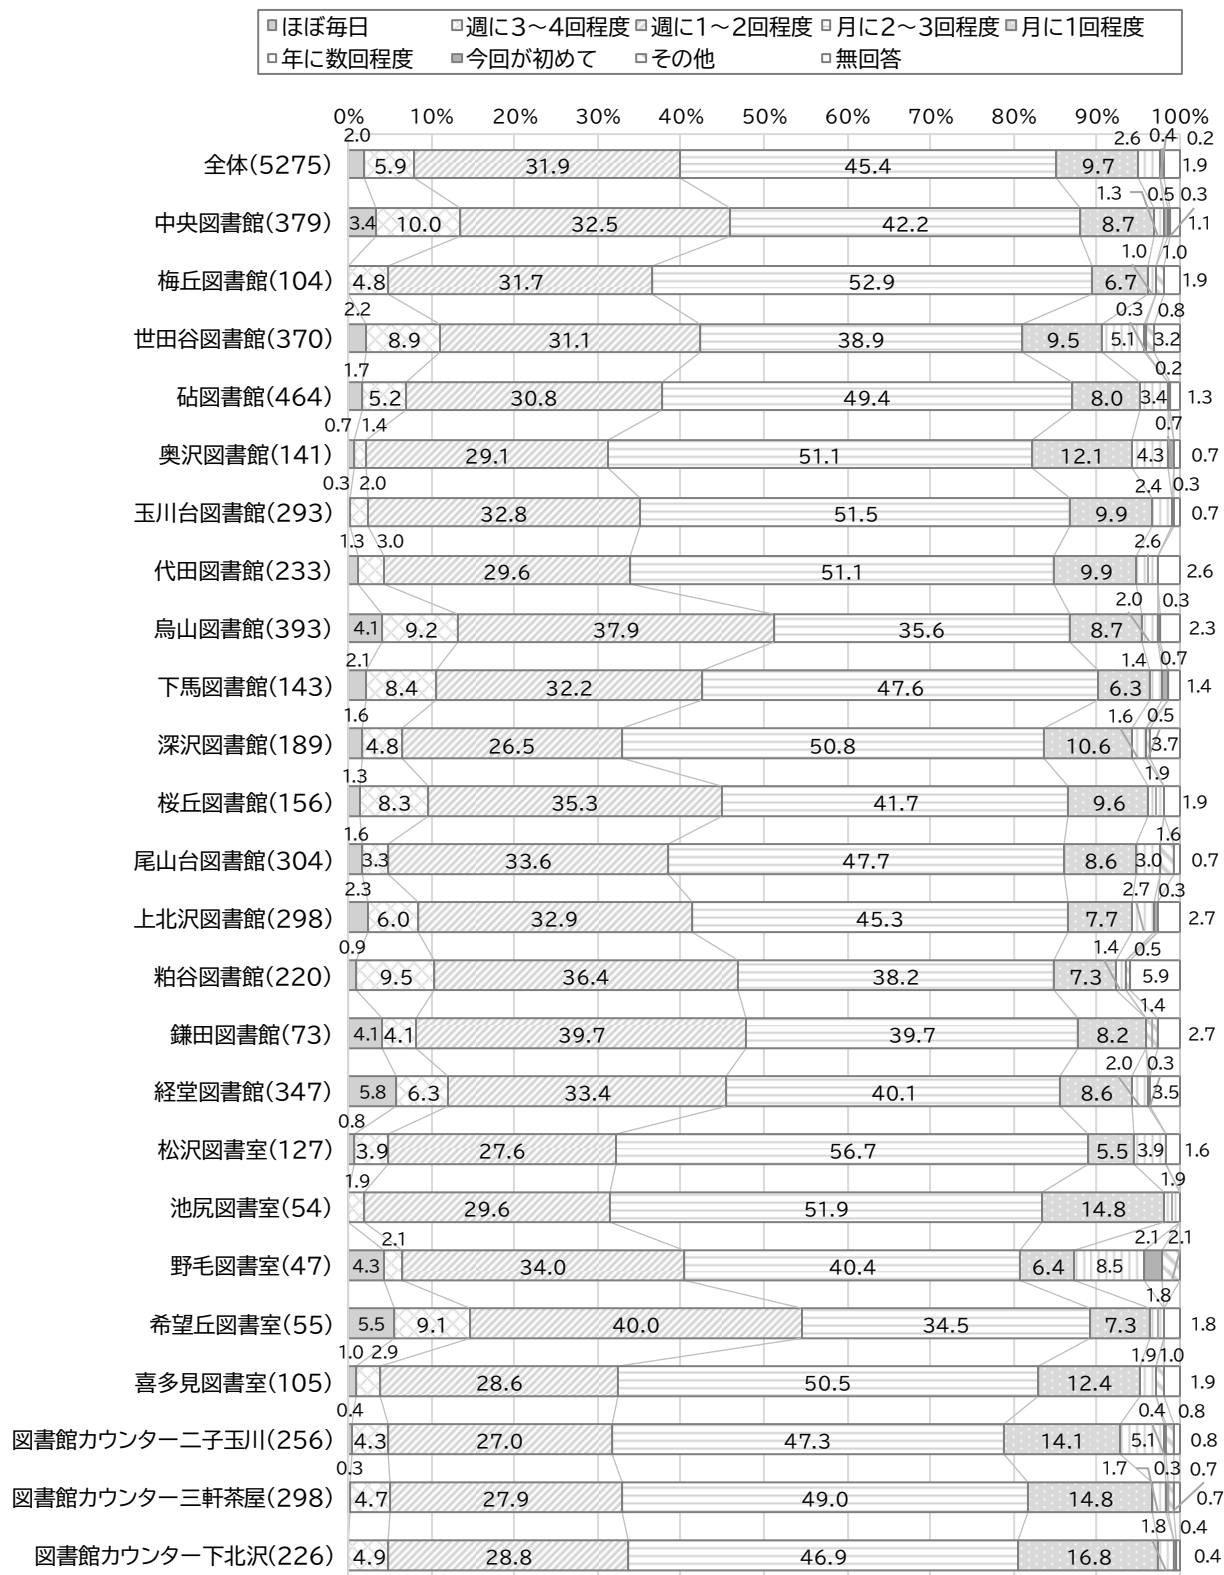 ほぼ毎日 週に3～4回程度 週に1～2回程度 月に2～3回程度 月に1回程度
年に数回程度 今回が初めて その他 無回答
0% 10% 20% 30% 40% 50% 60% 70% 80% 90% 100%
2.0 2.6 0.4 0.2
全体(5275) 5.9 31.9 45.4 9.7 1.9
1.3 0.5 0.3
中央図書館(379) 3.4 10.0 32.5 42.2 8.7 1.1
1.0 1.0
梅丘図書館(104) 4.8 31.7 52.9 6.7 1.9
2.2 0.3 0.8
世田谷図書館(370) 8.9 31.1 38.9 9.5 5.1 3.2
1.7 0.2
砧図書館(464) 5.2 30.8 49.4 8.0 3.4 1.3
0.7 1.4 0.7
奥沢図書館(141) 29.1 51.1 12.1 4.3 0.7
0.3 2.0 2.4 0.3
玉川台図書館(293) 32.8 51.5 9.9 0.7
1.3 3.0 2.6
代田図書館(233) 29.6 51.1 9.9 2.6
2.0 0.3
烏山図書館(393) 4.1 9.2 37.9 35.6 8.7 2.3
2.1 1.4 0.7
下馬図書館(143) 8.4 32.2 47.6 6.3 1.4
1.6 1.6 0.5
深沢図書館(189) 4.8 26.5 50.8 10.6 3.7
1.3 1.9
桜丘図書館(156) 8.3 35.3 41.7 9.6 1.9
1.6 1.6
尾山台図書館(304) 3.3 33.6 47.7 8.6 3.0 0.7
2.3 2.7 0.3
上北沢図書館(298) 6.0 32.9 45.3 7.7 2.7
0.9 1.4 0.5
粕谷図書館(220) 9.5 36.4 38.2 7.3 5.9
1.4
鎌田図書館(73) 4.1 4.1 39.7 39.7 8.2 2.7
2.0 0.3
経堂図書館(347) 5.8 6.3 33.4 40.1 8.6 3.5
0.8
松沢図書室(127) 3.9 27.6 56.7 5.5 3.9 1.6
1.9 1.9
池尻図書室(54) 29.6 51.9 14.8
2.1 2.1 2.1
野毛図書室(47) 4.3 34.0 40.4 6.4 8.5
1.8
希望丘図書室(55) 5.5 9.1 40.0 34.5 7.3 1.8
1.0 2.9 1.9 1.0
喜多見図書室(105) 28.6 50.5 12.4 1.9
0.4 0.4 0.8
図書館カウンター二子玉川(256) 4.3 27.0 47.3 14.1 5.1 0.8
0.3 1.7 0.3 0.7
図書館カウンター三軒茶屋(298) 4.7 27.9 49.0 14.8 0.7
1.8 0.4
図書館カウンター下北沢(226) 4.9 28.8 46.9 16.8 0.4